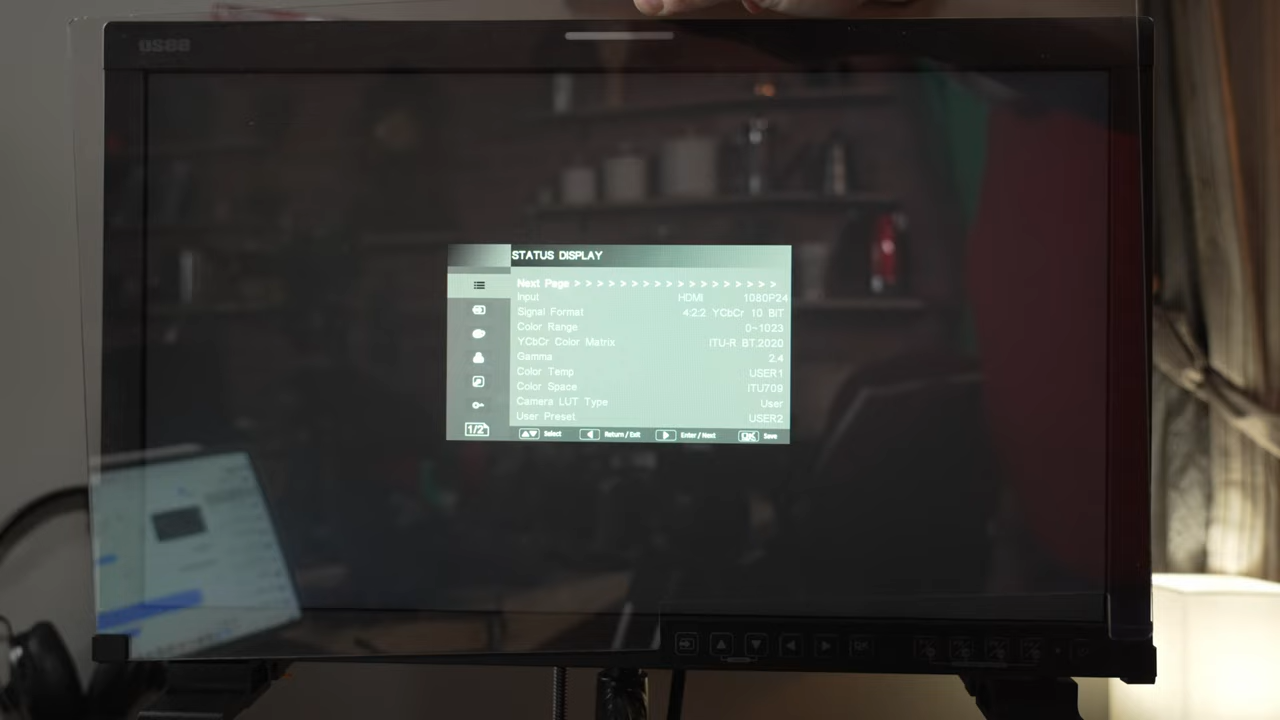 osee
STATUS DISPLAY
Next Page > > > > > > > > > > > > > > > > > >
Input HDMI 1080P24
Signal Format 4:2:2 YCbCr 10 BIT
Color Range 0~1023
YCbCr Color Matrix ITU-R BT.2020
Gamma 2.4
Color Temp USER1
Color Space ITU709
Camera LUT Type User
User Preset USER2
1/2 Select Return/Exit Enter/Next OK Save